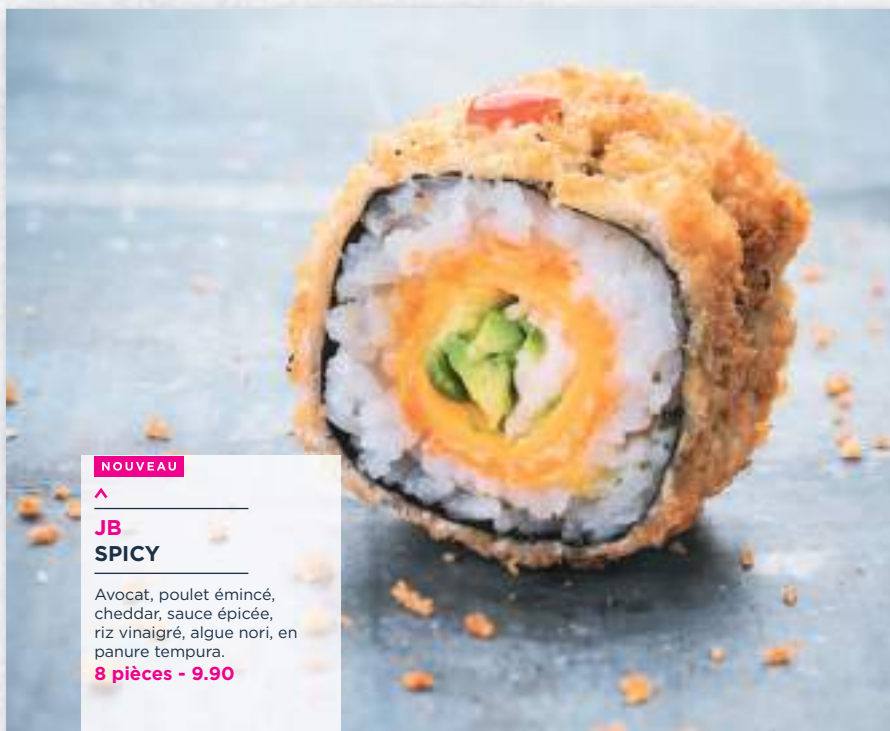 NOUVEAU
JB
SPICY
Avocat, poulet émincé,
cheddar, sauce épicée,
riz vinaigré, algue nori, en
panure tempura.
8 pièces - 9.90